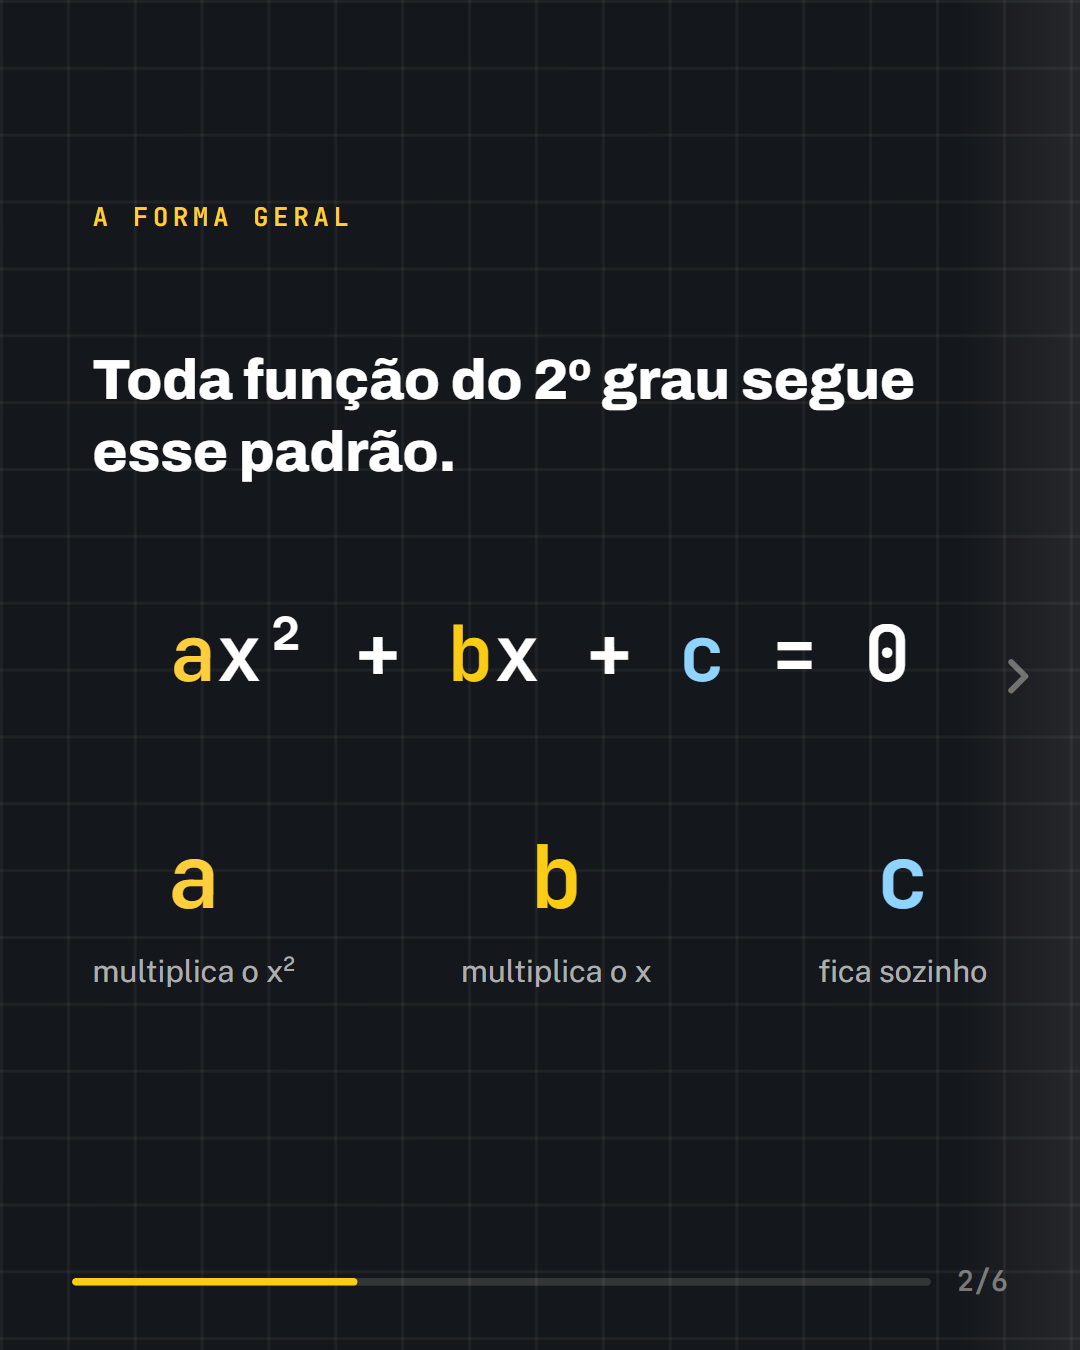 A FORMA GERAL
Toda função do 2º grau segue
esse padrão.
ax² + bx + c = 0
a b c
multiplica o x² multiplica o x fica sozinho
2/6